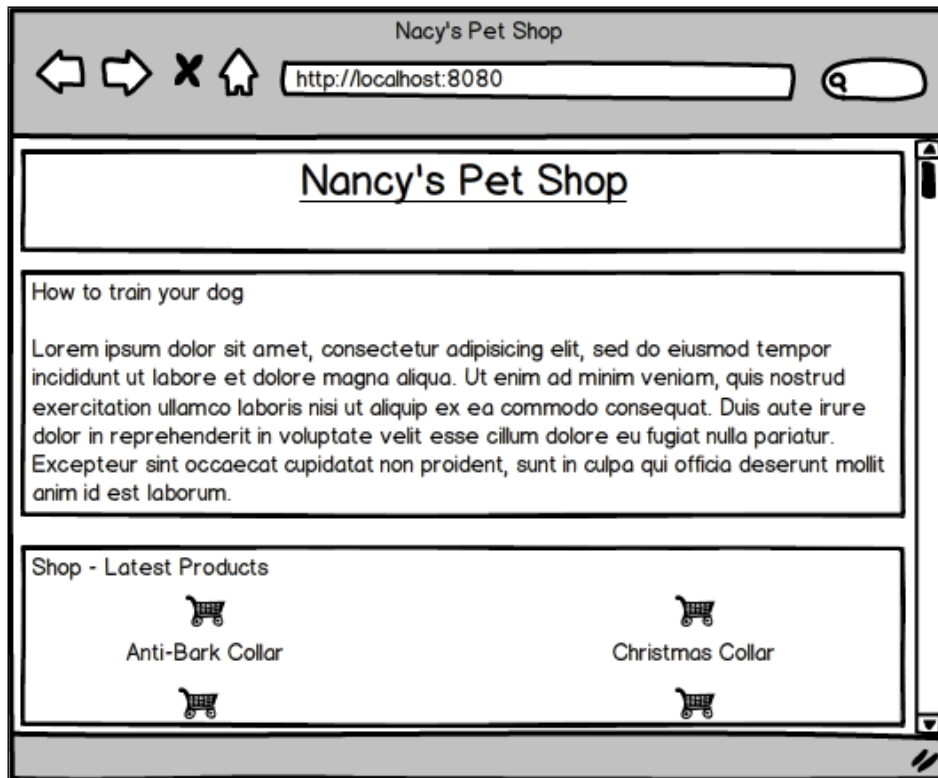 Nacy's Pet Shop
http://localhost:8080
Nancy's Pet Shop
How to train your dog
Lorem ipsum dolor sit amet, consectetur adipisicing elit, sed do eiusmod tempor
incididunt ut labore et dolore magna aliqua. Ut enim ad minim veniam, quis nostrud
exercitation ullamco laboris nisi ut aliquip ex ea commodo consequat. Duis aute irure
dolor in reprehenderit in voluptate velit esse cillum dolore eu fugiat nulla pariatur.
Excepteur sint occaecat cupidatat non proident, sunt in culpa qui officia deserunt mollit
anim id est laborum.
Shop - Latest Products
Anti-Bark Collar
Christmas Collar